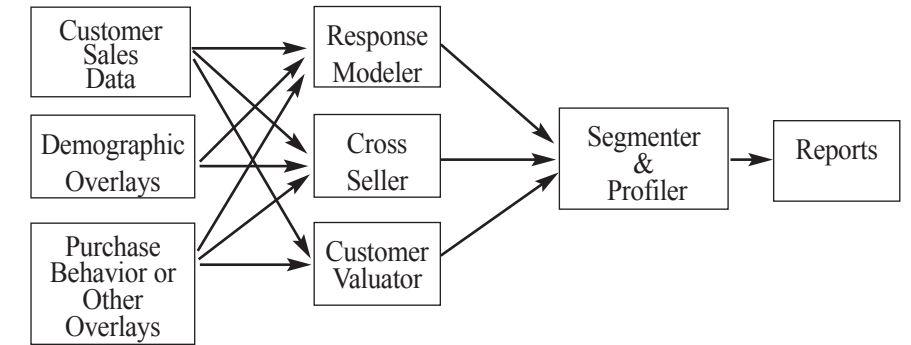 Customer
Sales
Data
Demographic
Overlays
Purchase
Behavior or
Other
Overlays
Response
Modeler
Cross
Seller
Customer
Valuator
Segmenter
&
Profiler
Reports